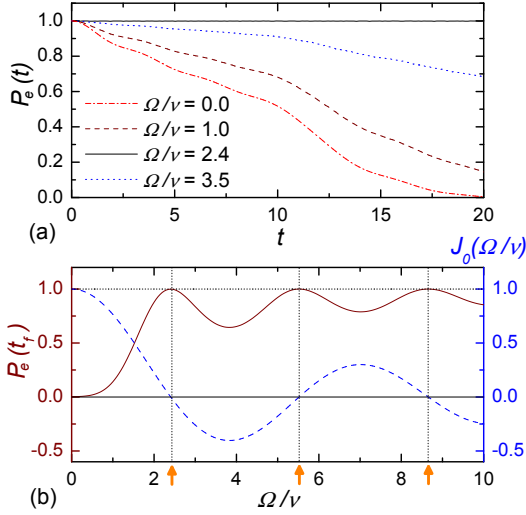 1.0
0.8
0.6
0.4
0.2
0.0
P_e(t)
Ω/ν = 0.0
Ω/ν = 1.0
Ω/ν = 2.4
Ω/ν = 3.5
0 5 10 15 20
(a)
t
J_0(Ω/ν)
1.0 1.0
0.5 0.5
0.0 0.0
-0.5 -0.5
P_e(t_f)
0 2 4 6 8 10
(b)
Ω/ν